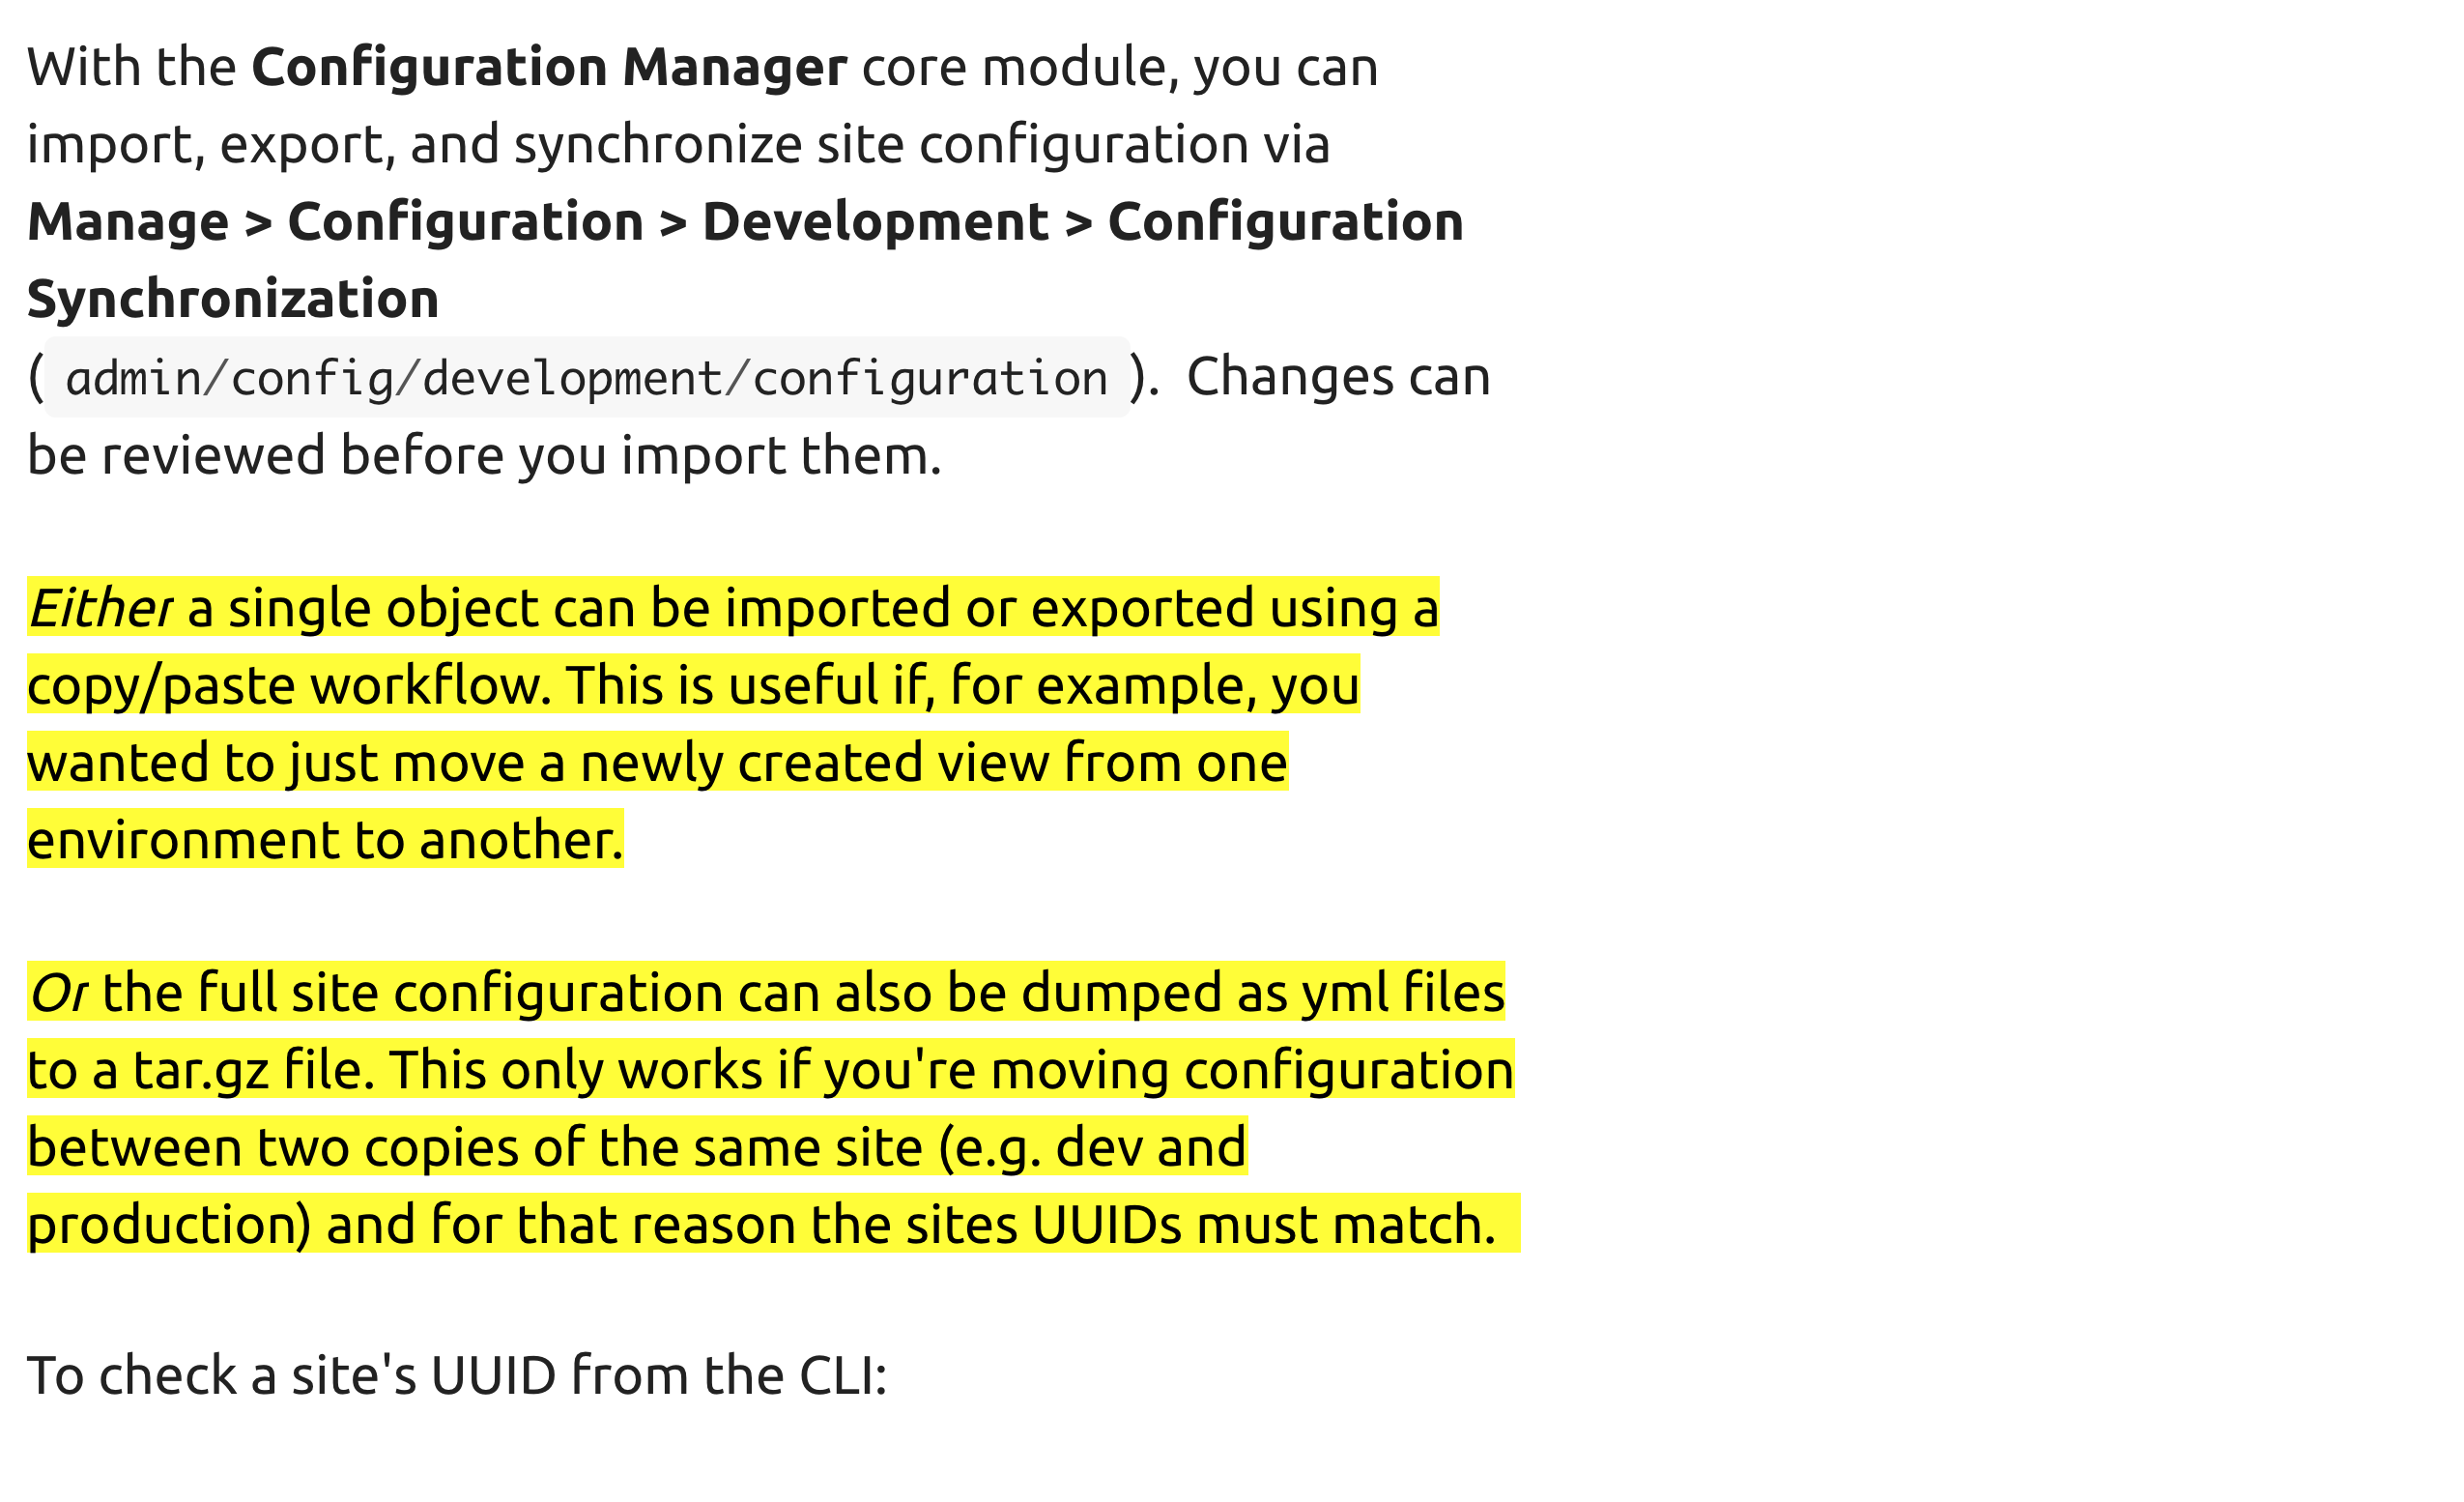 With the Configuration Manager core module, you can
import, export, and synchronize site configuration via
Manage > Configuration > Development > Configuration
Synchronization
( admin/config/development/configuration ).  Changes can
be reviewed before you import them.
Either a single object can be imported or exported using a
copy/paste workflow. This is useful if, for example, you
wanted to just move a newly created view from one
environment to another.
Or the full site configuration can also be dumped as yml files
to a tar.gz file. This only works if you're moving configuration
between two copies of the same site (e.g. dev and
production) and for that reason the sites UUIDs must match.
To check a site's UUID from the CLI: